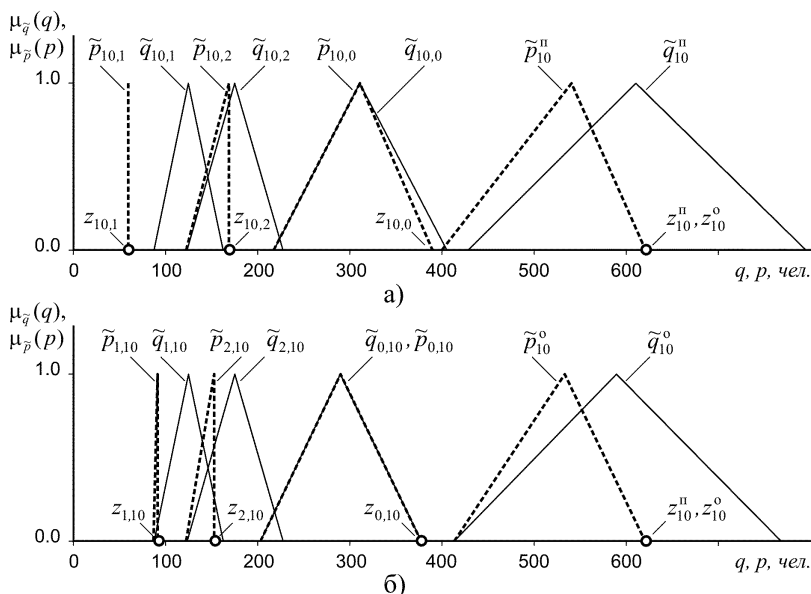 μq̃(q),
μp̃(p)
p̃10,1 q̃10,1 p̃10,2 q̃10,2 p̃10,0 q̃10,0 p̃10п q̃10п
1.0
z10,1 z10,2 z10,0 z10п, z10о
0.0
0 100 200 300 400 500 600 q, p, чел.
а)
μq̃(q),
μp̃(p)
p̃1,10 q̃1,10 p̃2,10 q̃2,10 q̃0,10, p̃0,10 p̃10о q̃10о
1.0
z1,10 z2,10 z0,10 z10п, z10о
0.0
0 100 200 300 400 500 600 q, p, чел.
б)